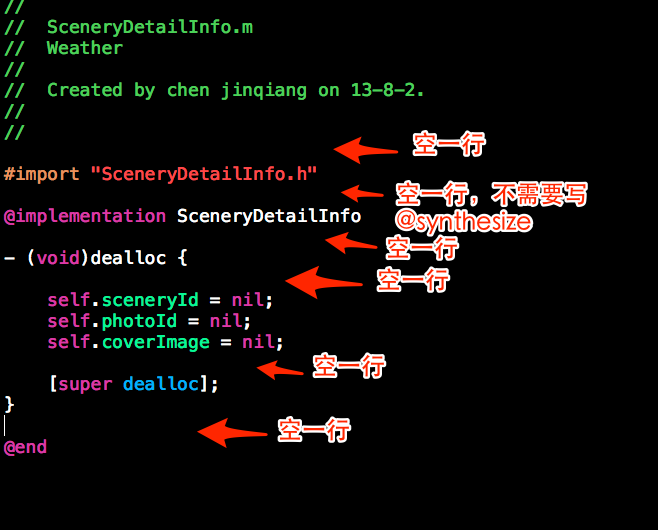 //
//  SceneryDetailInfo.m
//  Weather
//
//  Created by chen jinqiang on 13-8-2.
//
//
空一行
#import "SceneryDetailInfo.h"
空一行，不需要写
@synthesize
@implementation SceneryDetailInfo
空一行
- (void)dealloc {
空一行
    self.sceneryId = nil;
    self.photoId = nil;
    self.coverImage = nil;
空一行
    [super dealloc];
}
空一行
@end